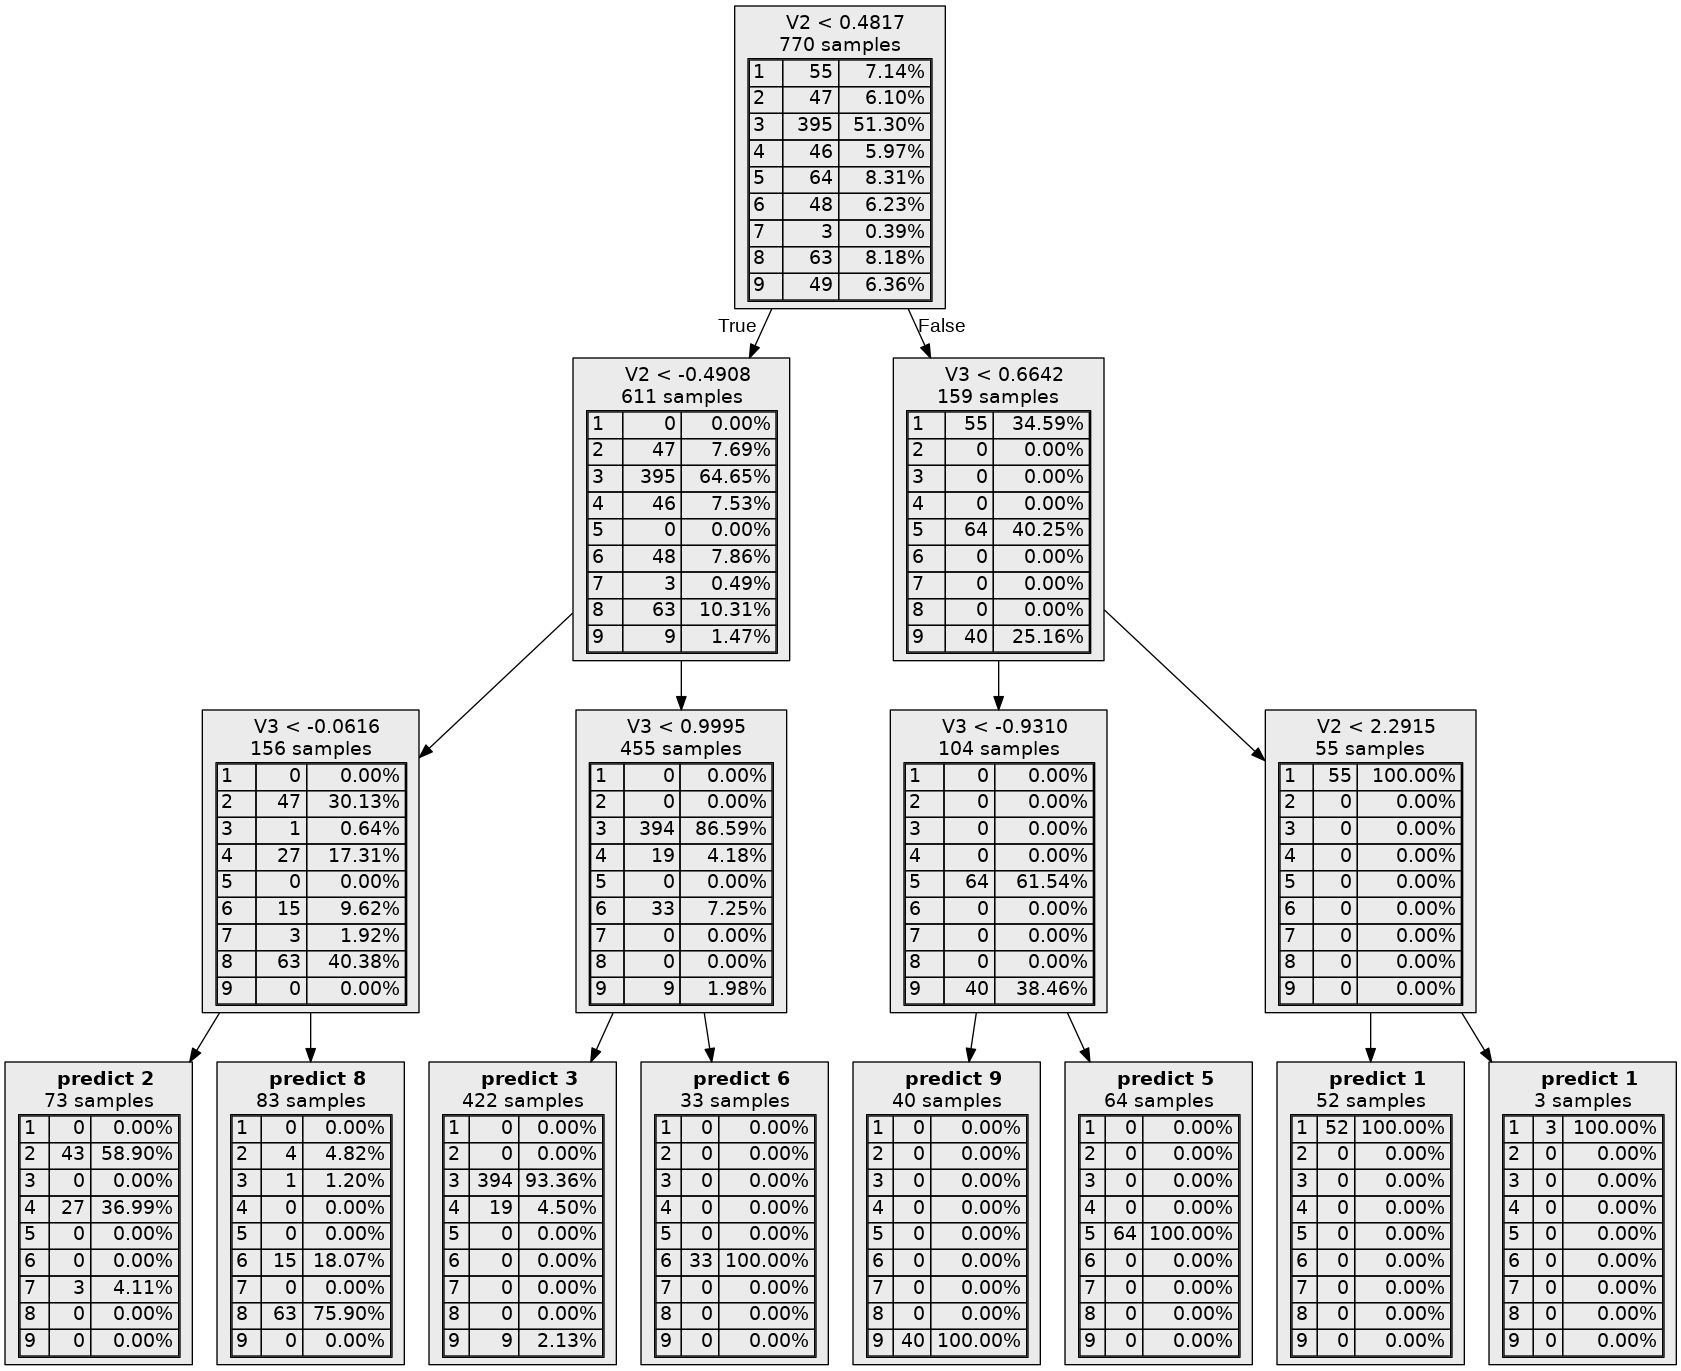 V2 < 0.4817
770 samples
1 55 7.14%
2 47 6.10%
3 395 51.30%
4 46 5.97%
5 64 8.31%
6 48 6.23%
7 3 0.39%
8 63 8.18%
9 49 6.36%
True
False
V2 < -0.4908
611 samples
1 0 0.00%
2 47 7.69%
3 395 64.65%
4 46 7.53%
5 0 0.00%
6 48 7.86%
7 3 0.49%
8 63 10.31%
9 9 1.47%
V3 < 0.6642
159 samples
1 55 34.59%
2 0 0.00%
3 0 0.00%
4 0 0.00%
5 64 40.25%
6 0 0.00%
7 0 0.00%
8 0 0.00%
9 40 25.16%
V3 < -0.0616
156 samples
1 0 0.00%
2 47 30.13%
3 1 0.64%
4 27 17.31%
5 0 0.00%
6 15 9.62%
7 3 1.92%
8 63 40.38%
9 0 0.00%
V3 < 0.9995
455 samples
1 0 0.00%
2 0 0.00%
3 394 86.59%
4 19 4.18%
5 0 0.00%
6 33 7.25%
7 0 0.00%
8 0 0.00%
9 9 1.98%
V3 < -0.9310
104 samples
1 0 0.00%
2 0 0.00%
3 0 0.00%
4 0 0.00%
5 64 61.54%
6 0 0.00%
7 0 0.00%
8 0 0.00%
9 40 38.46%
V2 < 2.2915
55 samples
1 55 100.00%
2 0 0.00%
3 0 0.00%
4 0 0.00%
5 0 0.00%
6 0 0.00%
7 0 0.00%
8 0 0.00%
9 0 0.00%
predict 2
73 samples
1 0 0.00%
2 43 58.90%
3 0 0.00%
4 27 36.99%
5 0 0.00%
6 0 0.00%
7 3 4.11%
8 0 0.00%
9 0 0.00%
predict 8
83 samples
1 0 0.00%
2 4 4.82%
3 1 1.20%
4 0 0.00%
5 0 0.00%
6 15 18.07%
7 0 0.00%
8 63 75.90%
9 0 0.00%
predict 3
422 samples
1 0 0.00%
2 0 0.00%
3 394 93.36%
4 19 4.50%
5 0 0.00%
6 0 0.00%
7 0 0.00%
8 0 0.00%
9 9 2.13%
predict 6
33 samples
1 0 0.00%
2 0 0.00%
3 0 0.00%
4 0 0.00%
5 0 0.00%
6 33 100.00%
7 0 0.00%
8 0 0.00%
9 0 0.00%
predict 9
40 samples
1 0 0.00%
2 0 0.00%
3 0 0.00%
4 0 0.00%
5 0 0.00%
6 0 0.00%
7 0 0.00%
8 0 0.00%
9 40 100.00%
predict 5
64 samples
1 0 0.00%
2 0 0.00%
3 0 0.00%
4 0 0.00%
5 64 100.00%
6 0 0.00%
7 0 0.00%
8 0 0.00%
9 0 0.00%
predict 1
52 samples
1 52 100.00%
2 0 0.00%
3 0 0.00%
4 0 0.00%
5 0 0.00%
6 0 0.00%
7 0 0.00%
8 0 0.00%
9 0 0.00%
predict 1
3 samples
1 3 100.00%
2 0 0.00%
3 0 0.00%
4 0 0.00%
5 0 0.00%
6 0 0.00%
7 0 0.00%
8 0 0.00%
9 0 0.00%